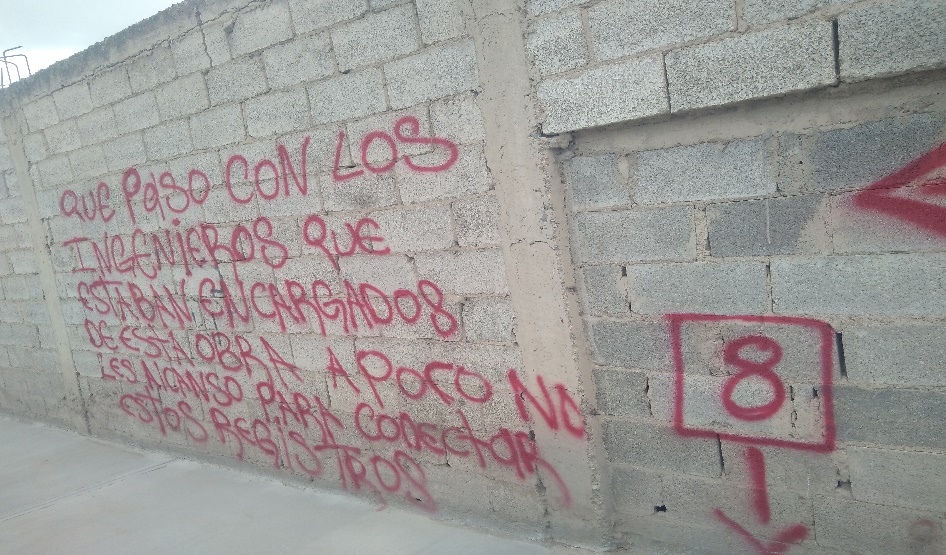 QUE PASO CON LOS
INGENIEROS QUE
ESTABAN ENCARGADOS
DE ESTA OBRA A POCO NO
LES ALCANSO PARA CONECTAR
ESTOS REGISTROS
8